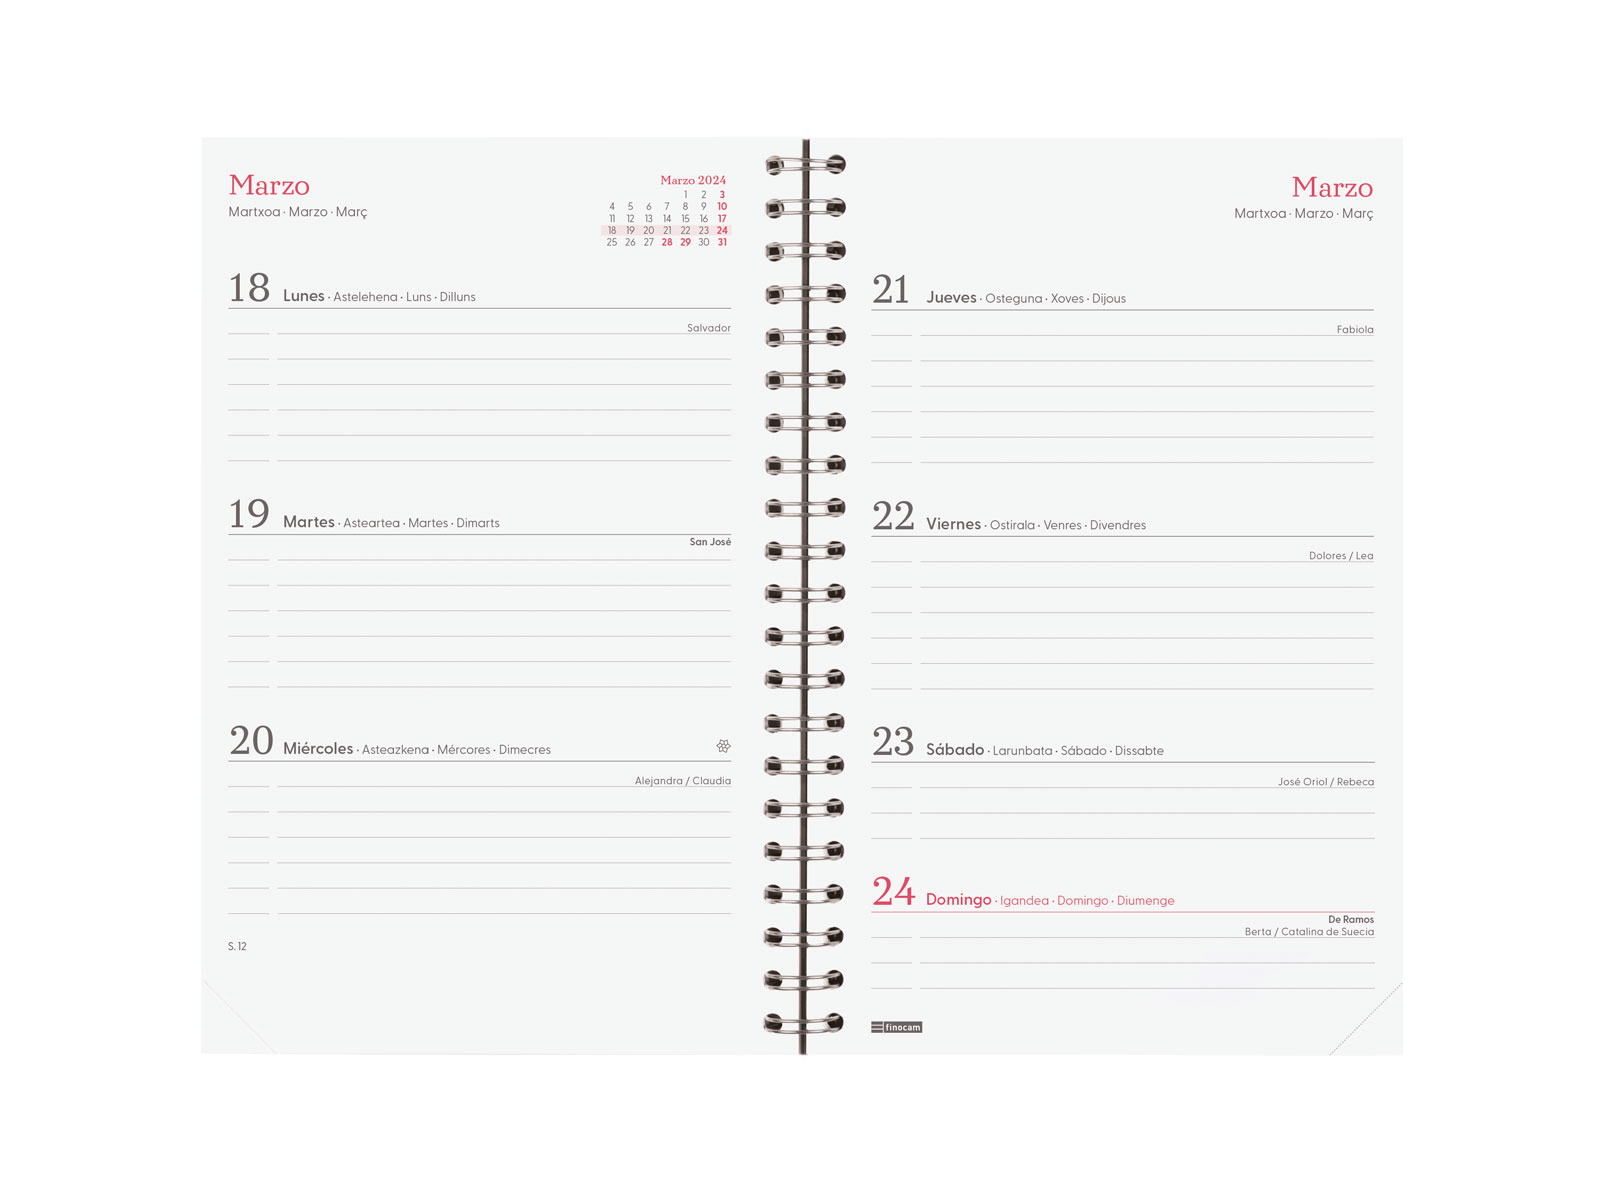 Marzo
Martxoa · Marzo · Març
Marzo 2024
1 2 3
4 5 6 7 8 9 10
11 12 13 14 15 16 17
18 19 20 21 22 23 24
25 26 27 28 29 30 31
18 Lunes · Astelehena · Luns · Dilluns
Salvador
19 Martes · Asteartea · Martes · Dimarts
San José
20 Miércoles · Asteazkena · Mércores · Dimecres
Alejandra / Claudia
S. 12
Marzo
Martxoa · Marzo · Març
21 Jueves · Osteguna · Xoves · Dijous
Fabiola
22 Viernes · Ostirala · Venres · Divendres
Dolores / Lea
23 Sábado · Larunbata · Sábado · Dissabte
José Oriol / Rebeca
24 Domingo · Igandea · Domingo · Diumenge
De Ramos
Berta / Catalina de Suecia
finocam